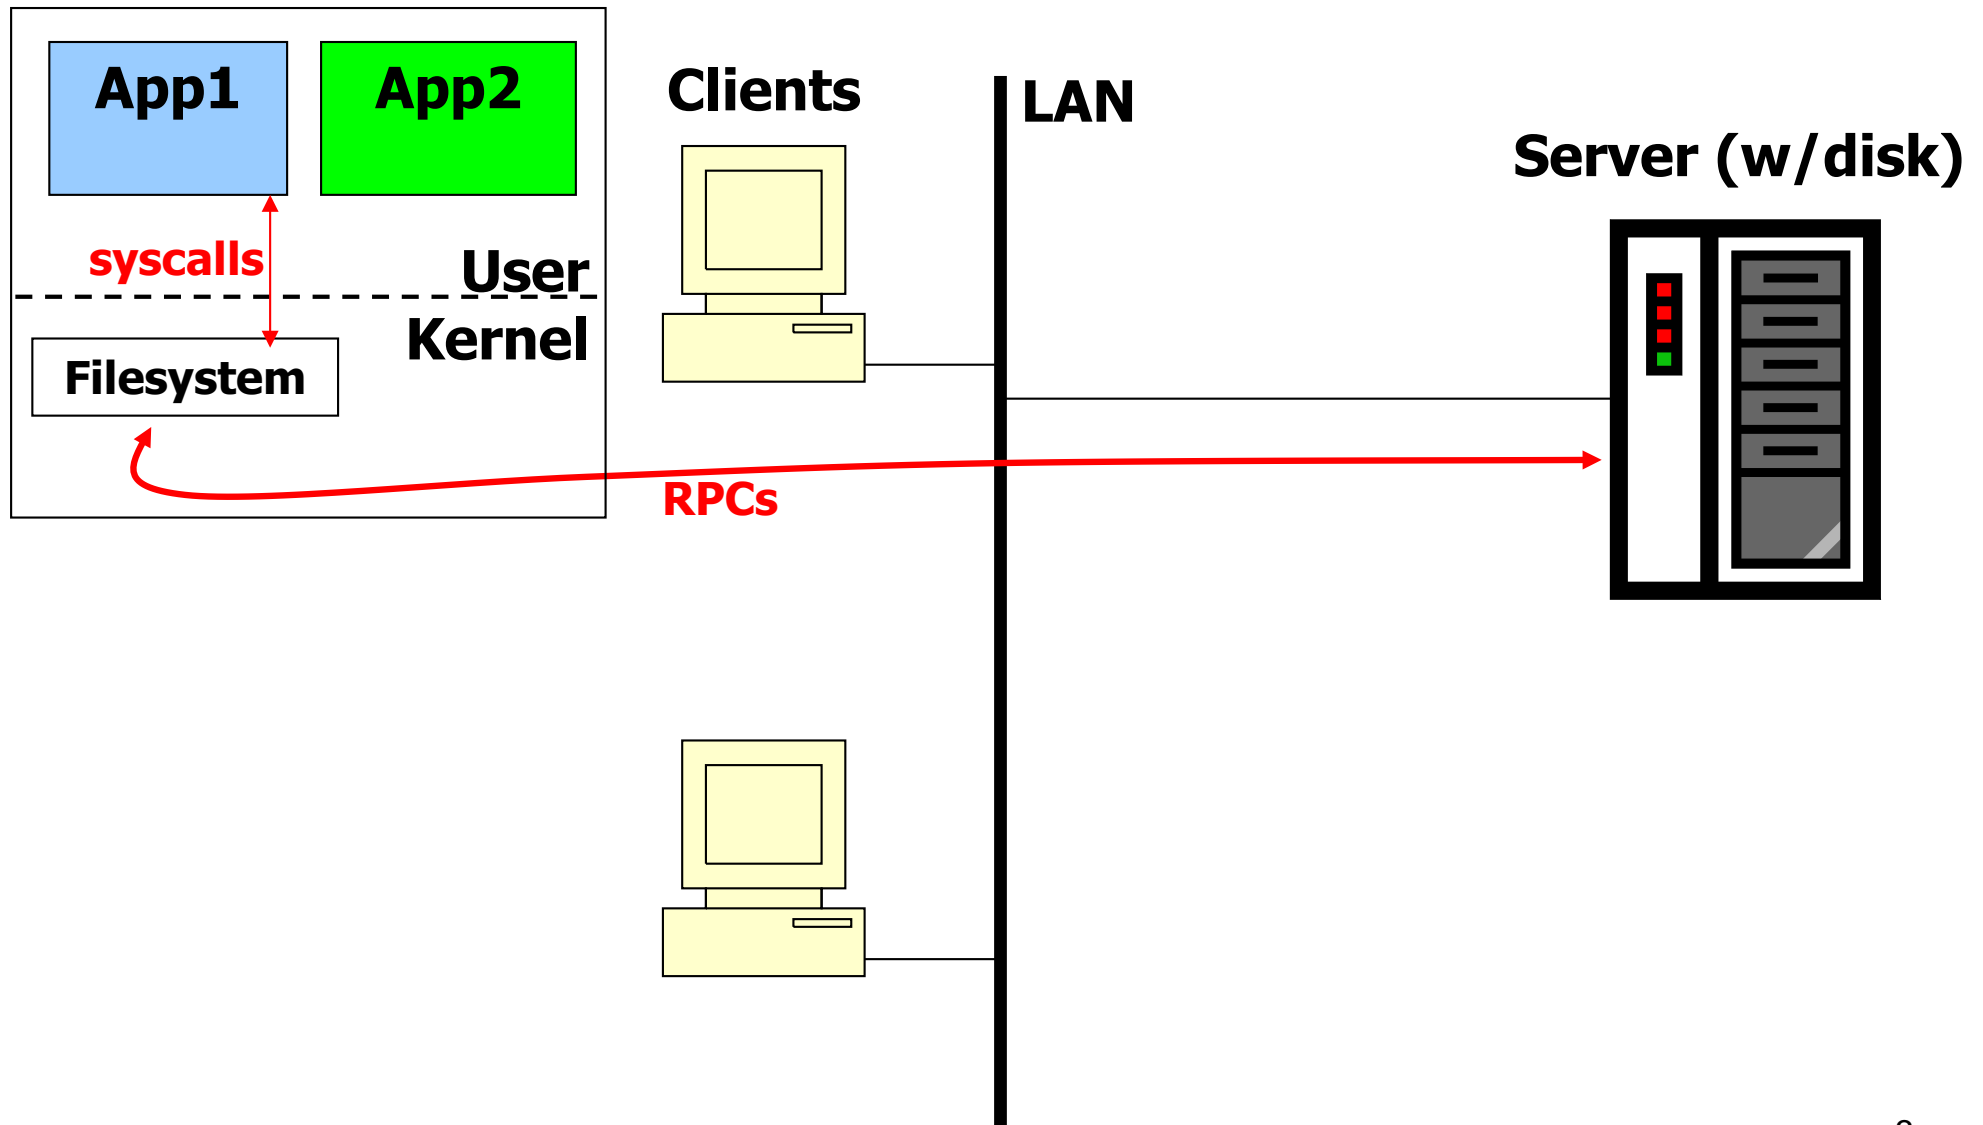 App1
App2
Clients
LAN
Server (w/disk)
syscalls
User
Kernel
Filesystem
RPCs